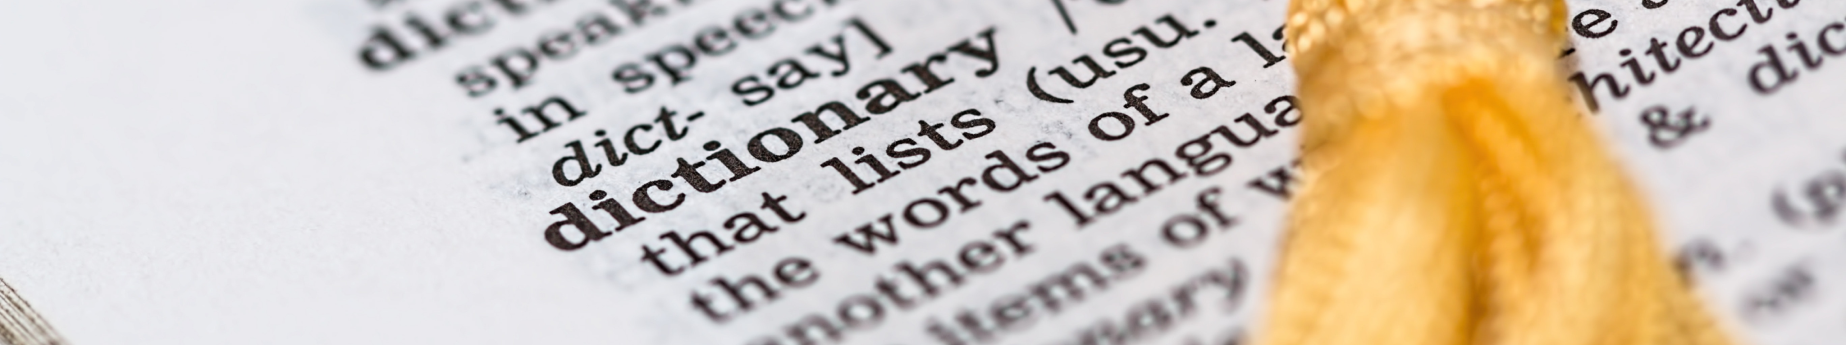 speak
in speec
dict- say]
dictionary
that lists (usu.
the words of a la
another langua
items of w
hitect
& dic